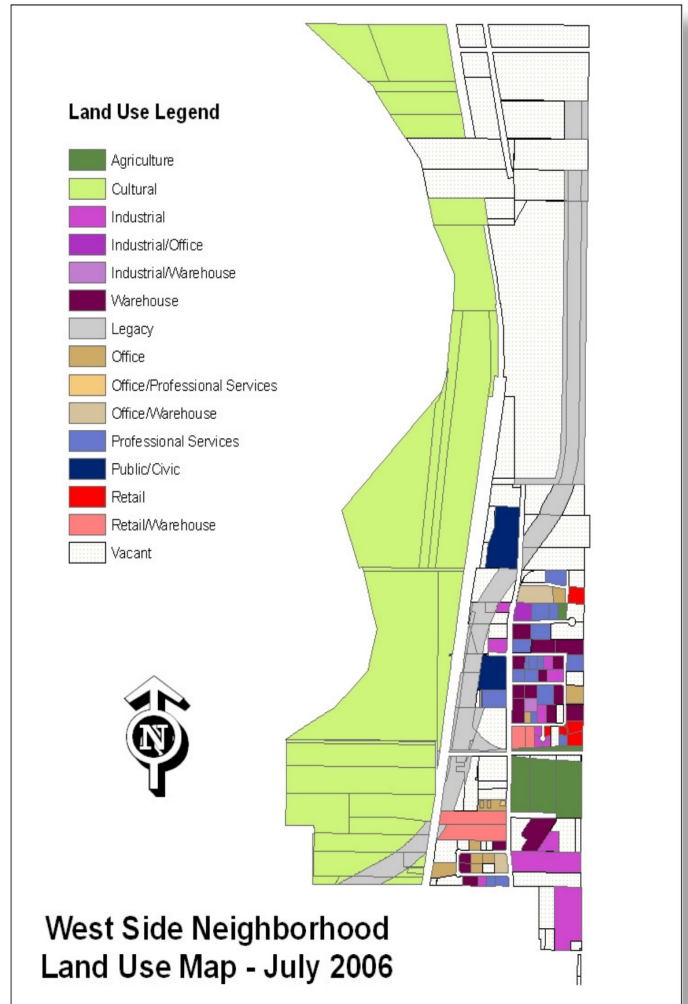 Land Use Legend
Agriculture
Cultural
Industrial
Industrial/Office
Industrial/Warehouse
Warehouse
Legacy
Office
Office/Professional Services
Office/Warehouse
Professional Services
Public/Civic
Retail
Retail/Warehouse
Vacant
N
West Side Neighborhood
Land Use Map - July 2006